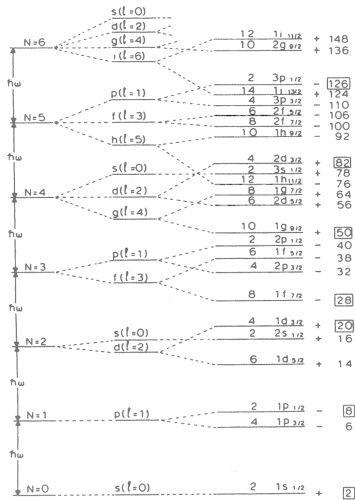 s(ℓ=0)
d(ℓ=2)
g(ℓ=4)
12 1i 11/2 + 148
N=6
10 2g 9/2 + 136
i(ℓ=6)
2 3p 1/2 - 126
p(ℓ=1)
14 1i 13/2 + 124
4 3p 3/2 - 110
ħω
6 2f 5/2 - 106
N=5 f(ℓ=3)
8 2f 7/2 - 100
10 1h 9/2 - 92
h(ℓ=5)
4 2d 3/2 + 82
ħω
s(ℓ=0)
2 3s 1/2 + 78
12 1h 11/2 - 76
N=4 d(ℓ=2)
8 1g 7/2 + 64
6 2d 5/2 + 56
g(ℓ=4)
10 1g 9/2 + 50
ħω
2 2p 1/2 - 40
p(ℓ=1)
6 1f 5/2 - 38
N=3
4 2p 3/2 - 32
f(ℓ=3)
8 1f 7/2 - 28
ħω
4 1d 3/2 + 20
s(ℓ=0)
2 2s 1/2 + 16
N=2
d(ℓ=2)
6 1d 5/2 + 14
ħω
2 1p 1/2 - 8
N=1 p(ℓ=1)
4 1p 3/2 - 6
ħω
N=0 s(ℓ=0) 2 1s 1/2 + 2